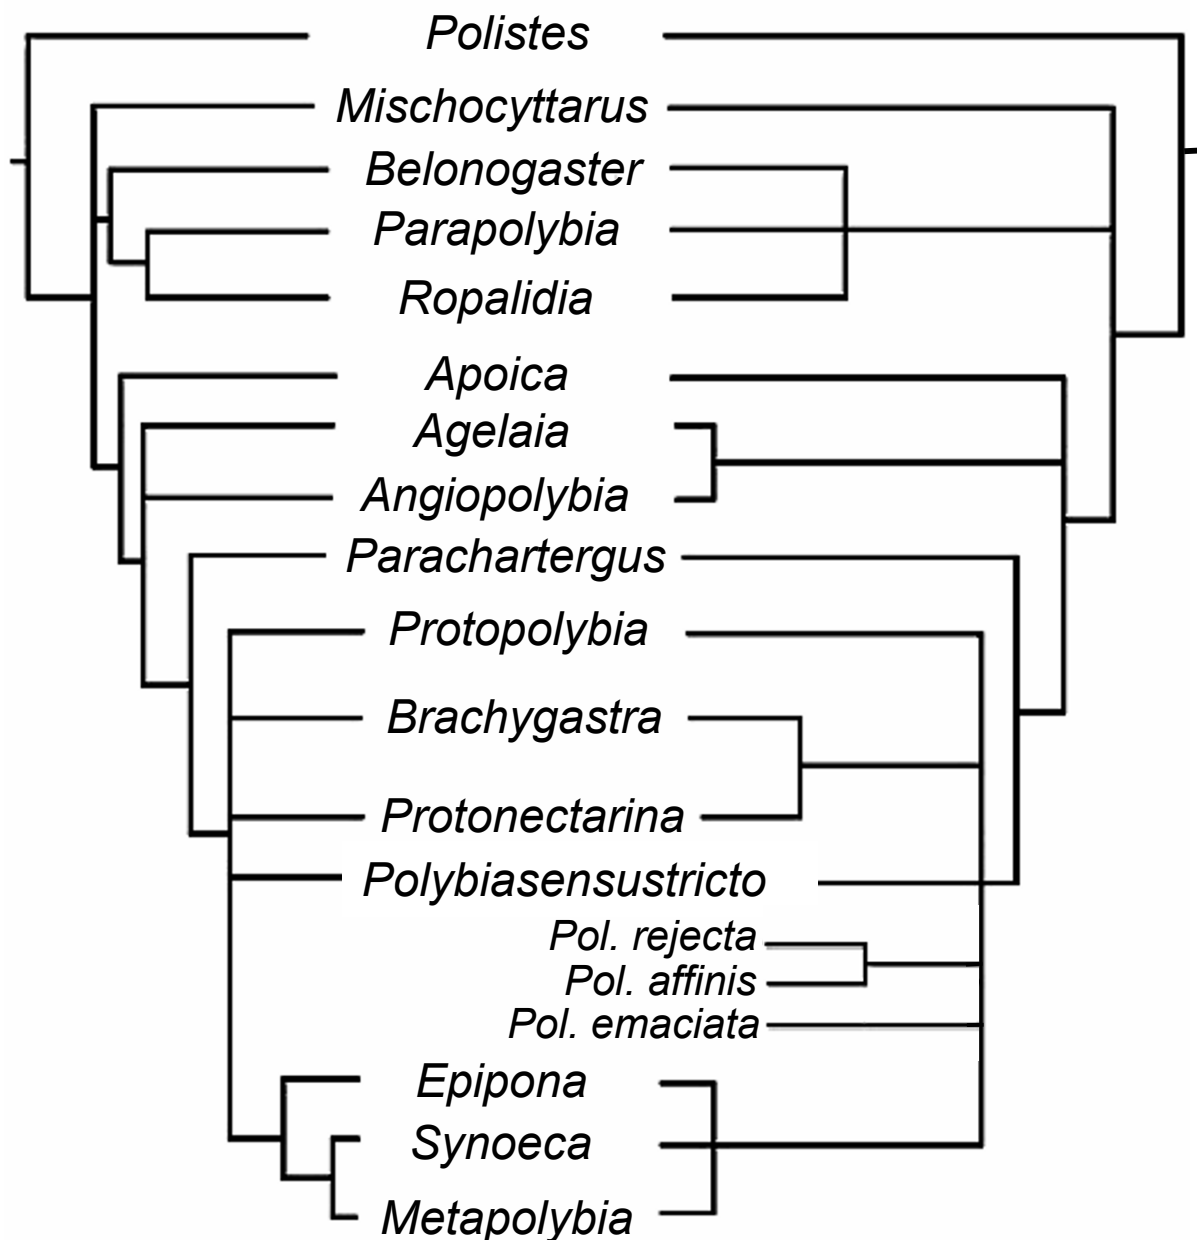 Polistes
Mischocyttarus
Belonogaster
Parapolybia
Ropalidia
Apoica
Agelaia
Angiopolybia
Parachartergus
Protopolybia
Brachygastra
Protonectarina
Polybiasensustricto
Pol. rejecta
Pol. affinis
Pol. emaciata
Epipona
Synoeca
Metapolybia